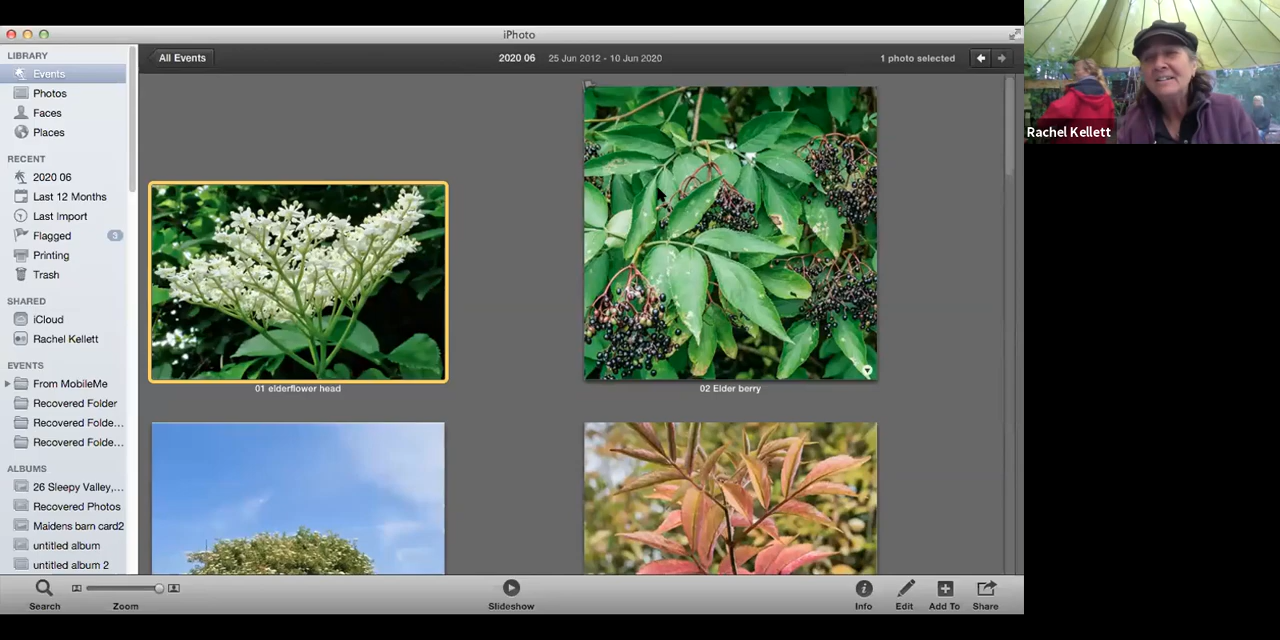 iPhoto
All Events
2020 06 25 Jun 2012 - 10 Jun 2020
1 photo selected
LIBRARY
Events
Photos
Faces
Places
RECENT
2020 06
Last 12 Months
Last Import
Flagged 3
Printing
Trash
SHARED
iCloud
Rachel Kellett
EVENTS
From MobileMe
Recovered Folder
Recovered Folde...
Recovered Folde...
ALBUMS
26 Sleepy Valley,...
Recovered Photos
Maidens barn card2
untitled album
untitled album 2
01 elderflower head
02 Elder berry
Search
Zoom
Slideshow
Info
Edit
Add To
Share
Rachel Kellett